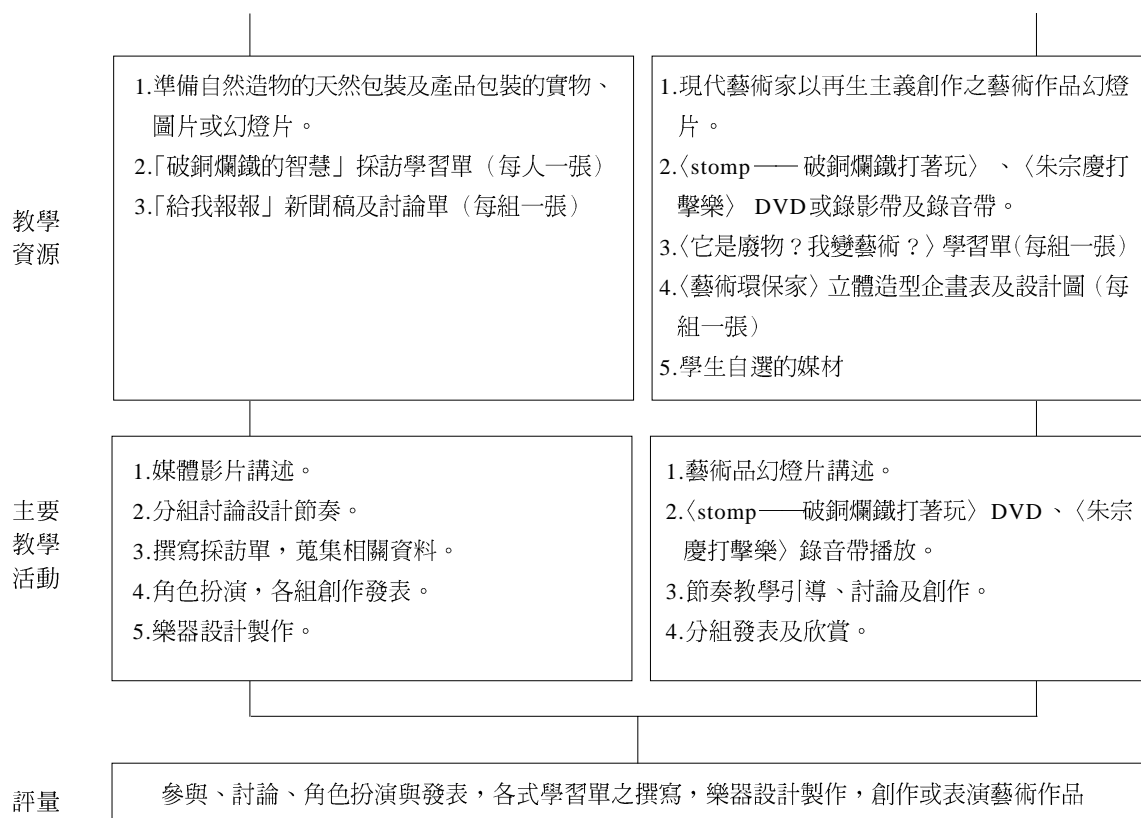 教學
資源
1.準備自然造物的天然包裝及產品包裝的實物、
圖片或幻燈片。
2.「破銅爛鐵的智慧」採訪學習單（每人一張）
3.「給我報報」新聞稿及討論單（每組一張）
1.現代藝術家以再生主義創作之藝術作品幻燈
片。
2.〈stomp——破銅爛鐵打著玩〉、〈朱宗慶打
擊樂〉DVD或錄影帶及錄音帶。
3.〈它是廢物？我變藝術？〉學習單（每組一張）
4.〈藝術環保家〉立體造型企畫表及設計圖（每
組一張）
5.學生自選的媒材
主要
教學
活動
1.媒體影片講述。
2.分組討論設計節奏。
3.撰寫採訪單，蒐集相關資料。
4.角色扮演，各組創作發表。
5.樂器設計製作。
1.藝術品幻燈片講述。
2.〈stomp——破銅爛鐵打著玩〉DVD、〈朱宗
慶打擊樂〉錄音帶播放。
3.節奏教學引導、討論及創作。
4.分組發表及欣賞。
評量
參與、討論、角色扮演與發表，各式學習單之撰寫，樂器設計製作，創作或表演藝術作品